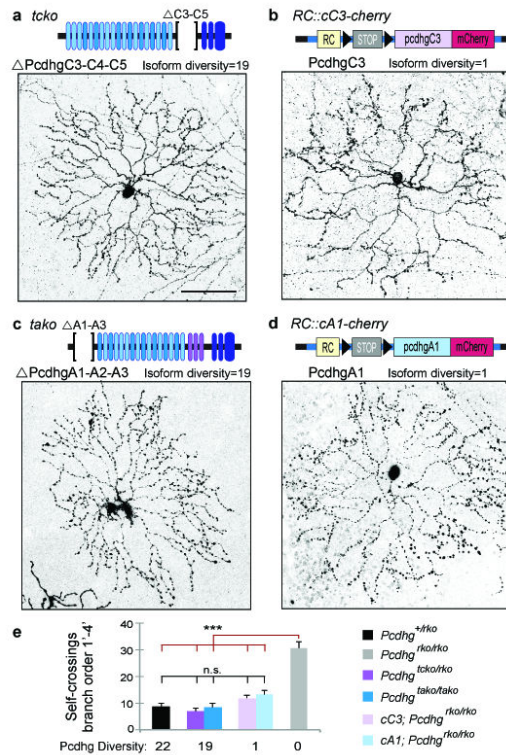 a tcko △C3-C5
△PcdhgC3-C4-C5 Isoform diversity=19
b RC::cC3-cherry
RC STOP pcdhgC3 mCherry
PcdhgC3 Isoform diversity=1
c tako △A1-A3
△PcdhgA1-A2-A3 Isoform diversity=19
d RC::cA1-cherry
RC STOP pcdhgA1 mCherry
PcdhgA1 Isoform diversity=1
e
Self-crossings
branch order 1'-4'
40
30
20
10
0
***
n.s.
Pcdhg Diversity: 22 19 1 0
Pcdhg+/rko
Pcdhgrko/rko
Pcdhgtcko/rko
Pcdhgtako/tako
cC3; Pcdhgrko/rko
cA1; Pcdhgrko/rko